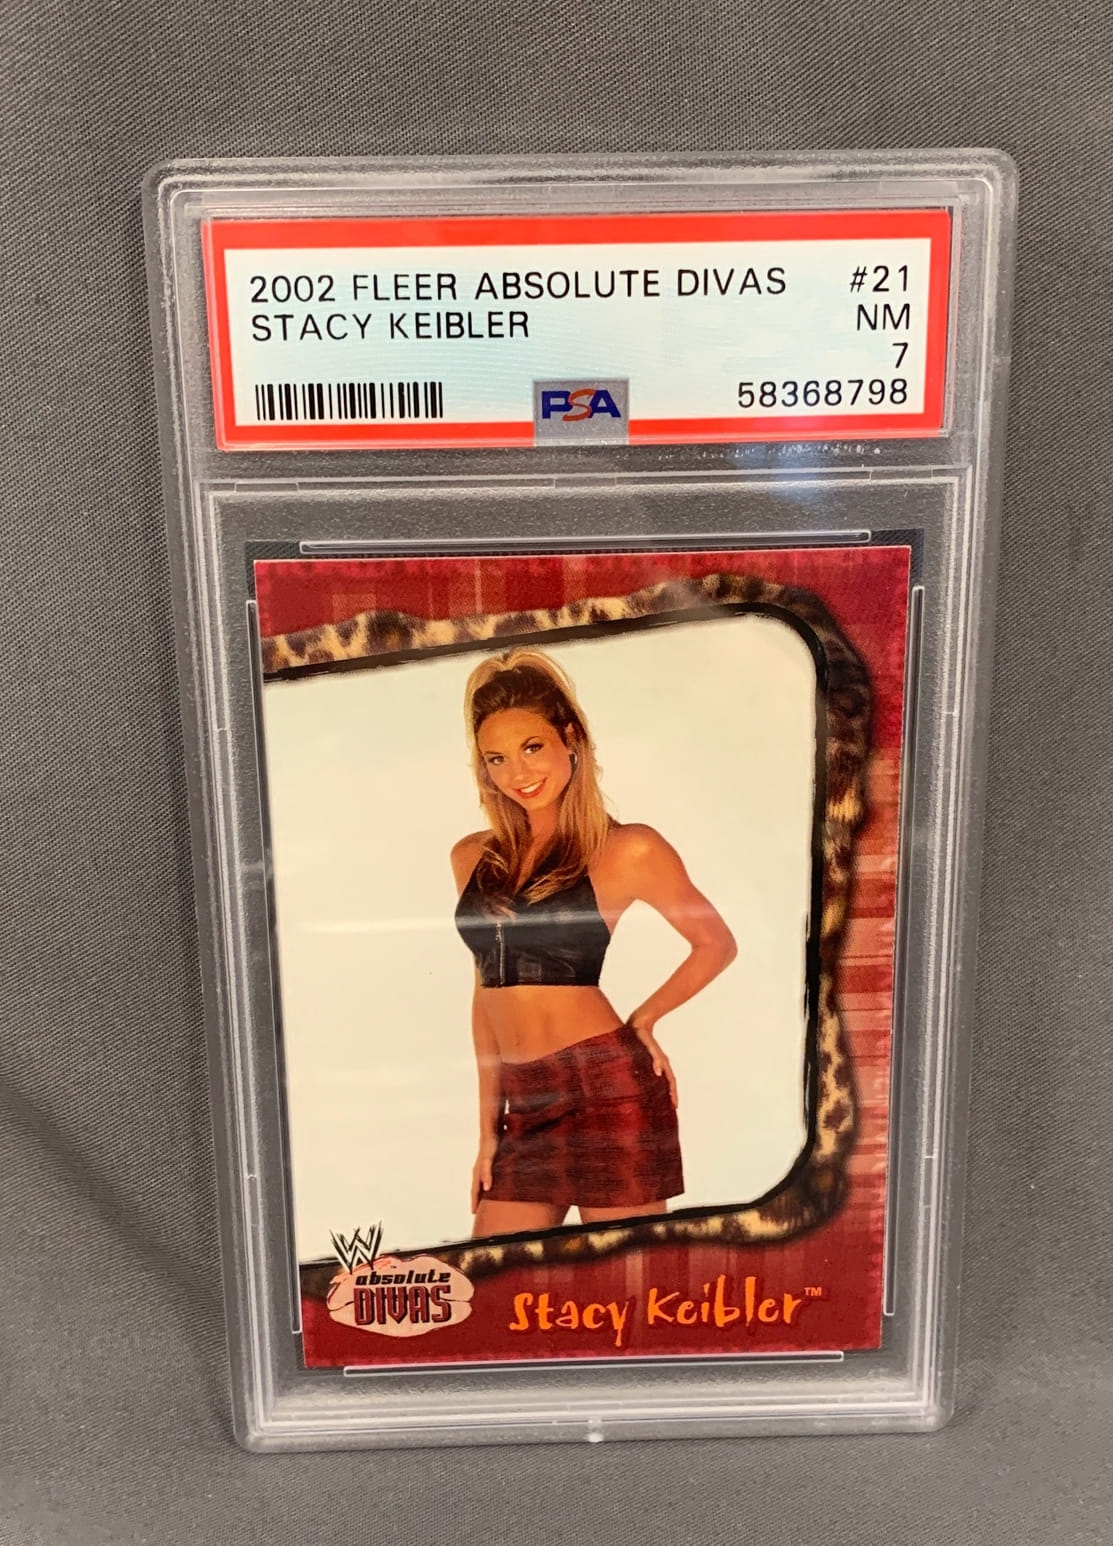 2002 FLEER ABSOLUTE DIVAS #21
STACY KEIBLER NM
7
PSA 58368798
W
absolute
DIVAS
Stacy Keibler™